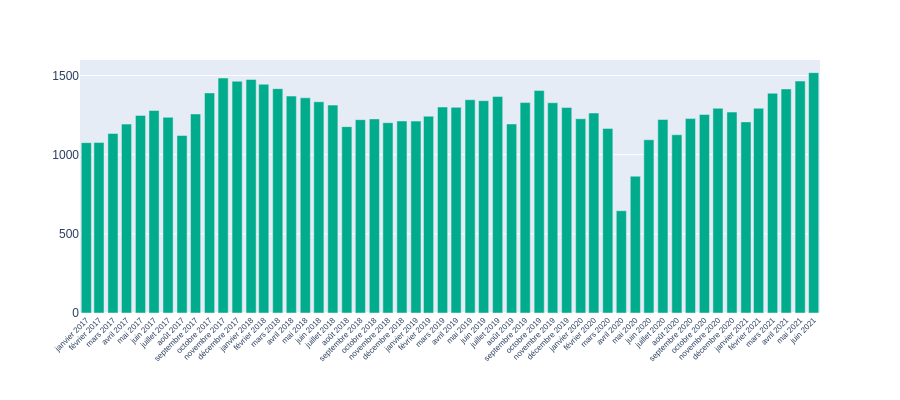 1500
1000
500
0
janvier 2017
février 2017
mars 2017
avril 2017
mai 2017
juin 2017
juillet 2017
août 2017
septembre 2017
octobre 2017
novembre 2017
décembre 2017
janvier 2018
février 2018
mars 2018
avril 2018
mai 2018
juin 2018
juillet 2018
août 2018
septembre 2018
octobre 2018
novembre 2018
décembre 2018
janvier 2019
février 2019
mars 2019
avril 2019
mai 2019
juin 2019
juillet 2019
août 2019
septembre 2019
octobre 2019
novembre 2019
décembre 2019
janvier 2020
février 2020
mars 2020
avril 2020
mai 2020
juin 2020
juillet 2020
août 2020
septembre 2020
octobre 2020
novembre 2020
décembre 2020
janvier 2021
février 2021
mars 2021
avril 2021
mai 2021
juin 2021